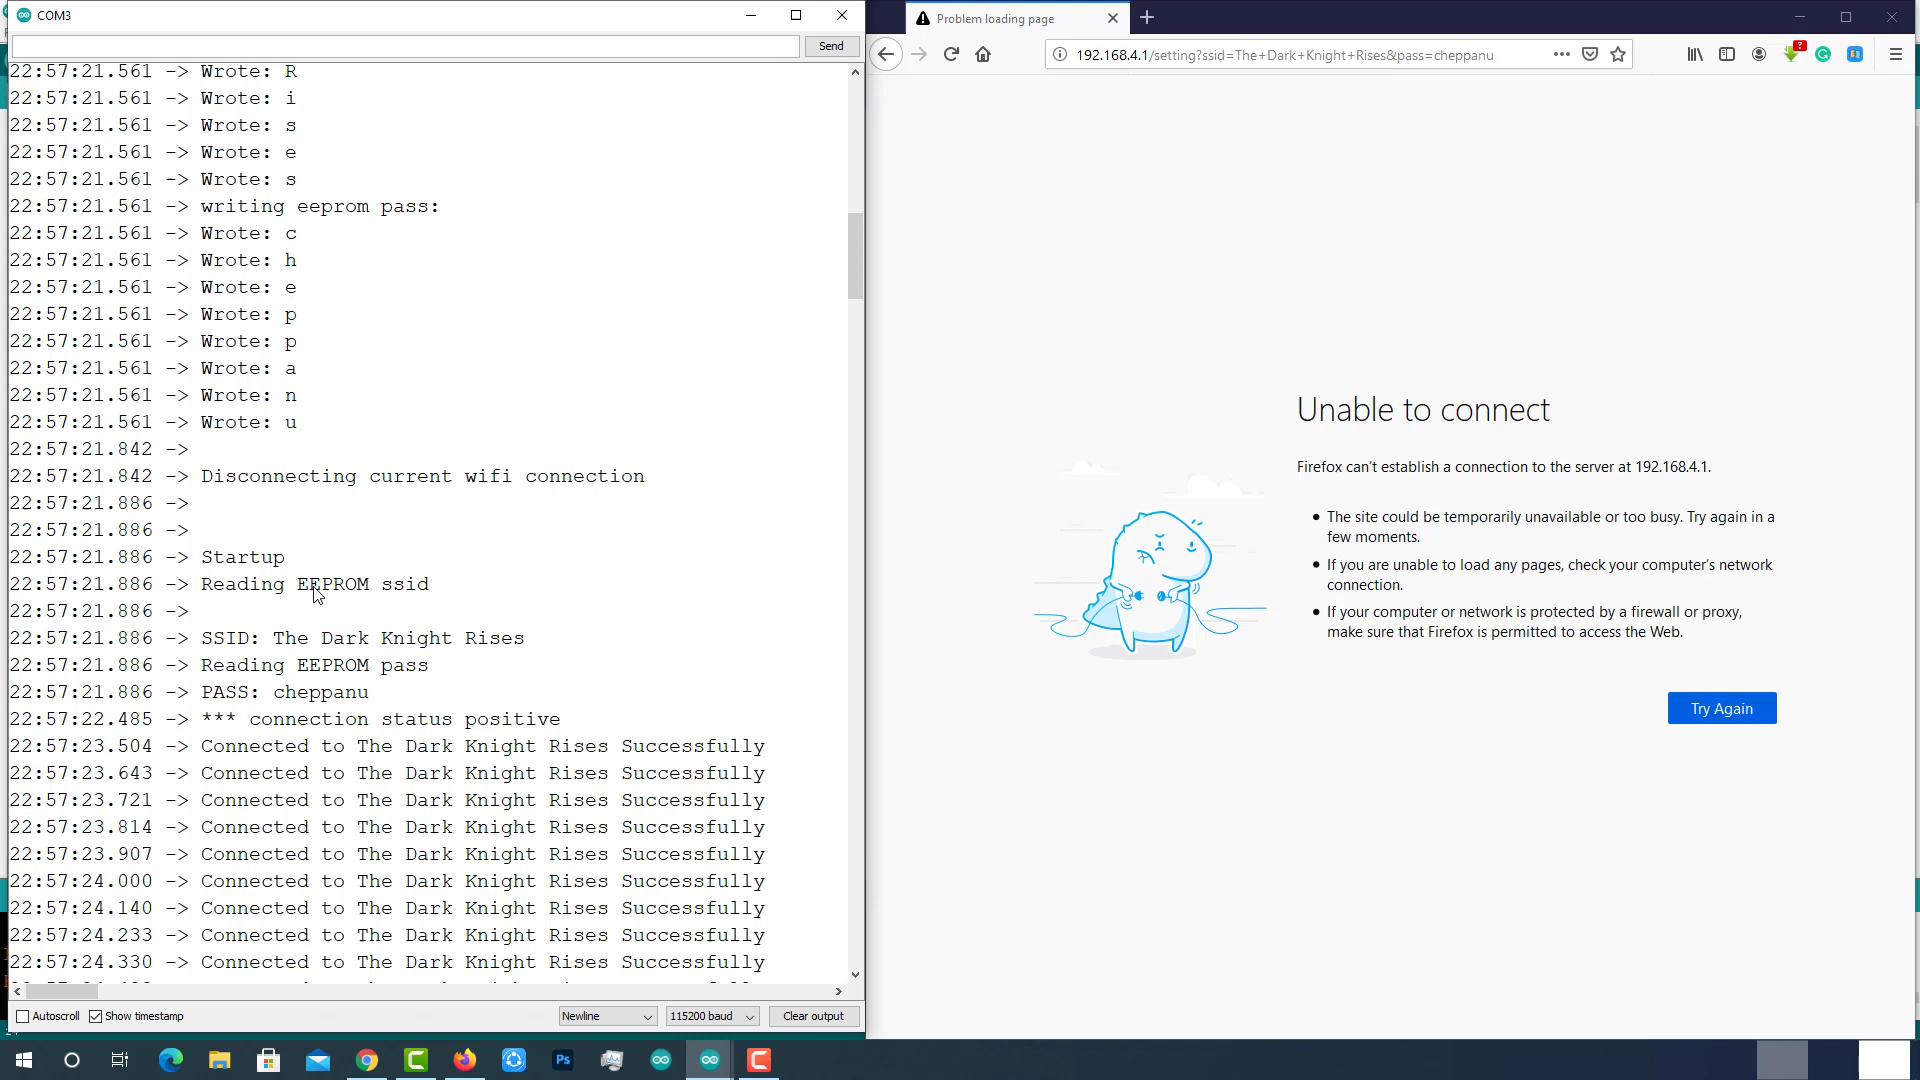 COM3
Send
22:57:21.561 -> Wrote: R
22:57:21.561 -> Wrote: i
22:57:21.561 -> Wrote: s
22:57:21.561 -> Wrote: e
22:57:21.561 -> Wrote: s
22:57:21.561 -> writing eeprom pass:
22:57:21.561 -> Wrote: c
22:57:21.561 -> Wrote: h
22:57:21.561 -> Wrote: e
22:57:21.561 -> Wrote: p
22:57:21.561 -> Wrote: p
22:57:21.561 -> Wrote: a
22:57:21.561 -> Wrote: n
22:57:21.561 -> Wrote: u
22:57:21.842 ->
22:57:21.842 -> Disconnecting current wifi connection
22:57:21.886 ->
22:57:21.886 ->
22:57:21.886 -> Startup
22:57:21.886 -> Reading EEPROM ssid
22:57:21.886 ->
22:57:21.886 -> SSID: The Dark Knight Rises
22:57:21.886 -> Reading EEPROM pass
22:57:21.886 -> PASS: cheppanu
22:57:22.485 -> *** connection status positive
22:57:23.504 -> Connected to The Dark Knight Rises Successfully
22:57:23.643 -> Connected to The Dark Knight Rises Successfully
22:57:23.721 -> Connected to The Dark Knight Rises Successfully
22:57:23.814 -> Connected to The Dark Knight Rises Successfully
22:57:23.907 -> Connected to The Dark Knight Rises Successfully
22:57:24.000 -> Connected to The Dark Knight Rises Successfully
22:57:24.140 -> Connected to The Dark Knight Rises Successfully
22:57:24.233 -> Connected to The Dark Knight Rises Successfully
22:57:24.330 -> Connected to The Dark Knight Rises Successfully
Autoscroll Show timestamp Newline 115200 baud Clear output
Problem loading page
192.168.4.1/setting?ssid=The+Dark+Knight+Rises&pass=cheppanu
Unable to connect
Firefox can't establish a connection to the server at 192.168.4.1.
The site could be temporarily unavailable or too busy. Try again in a
few moments.
If you are unable to load any pages, check your computer's network
connection.
If your computer or network is protected by a firewall or proxy,
make sure that Firefox is permitted to access the Web.
Try Again
Ps